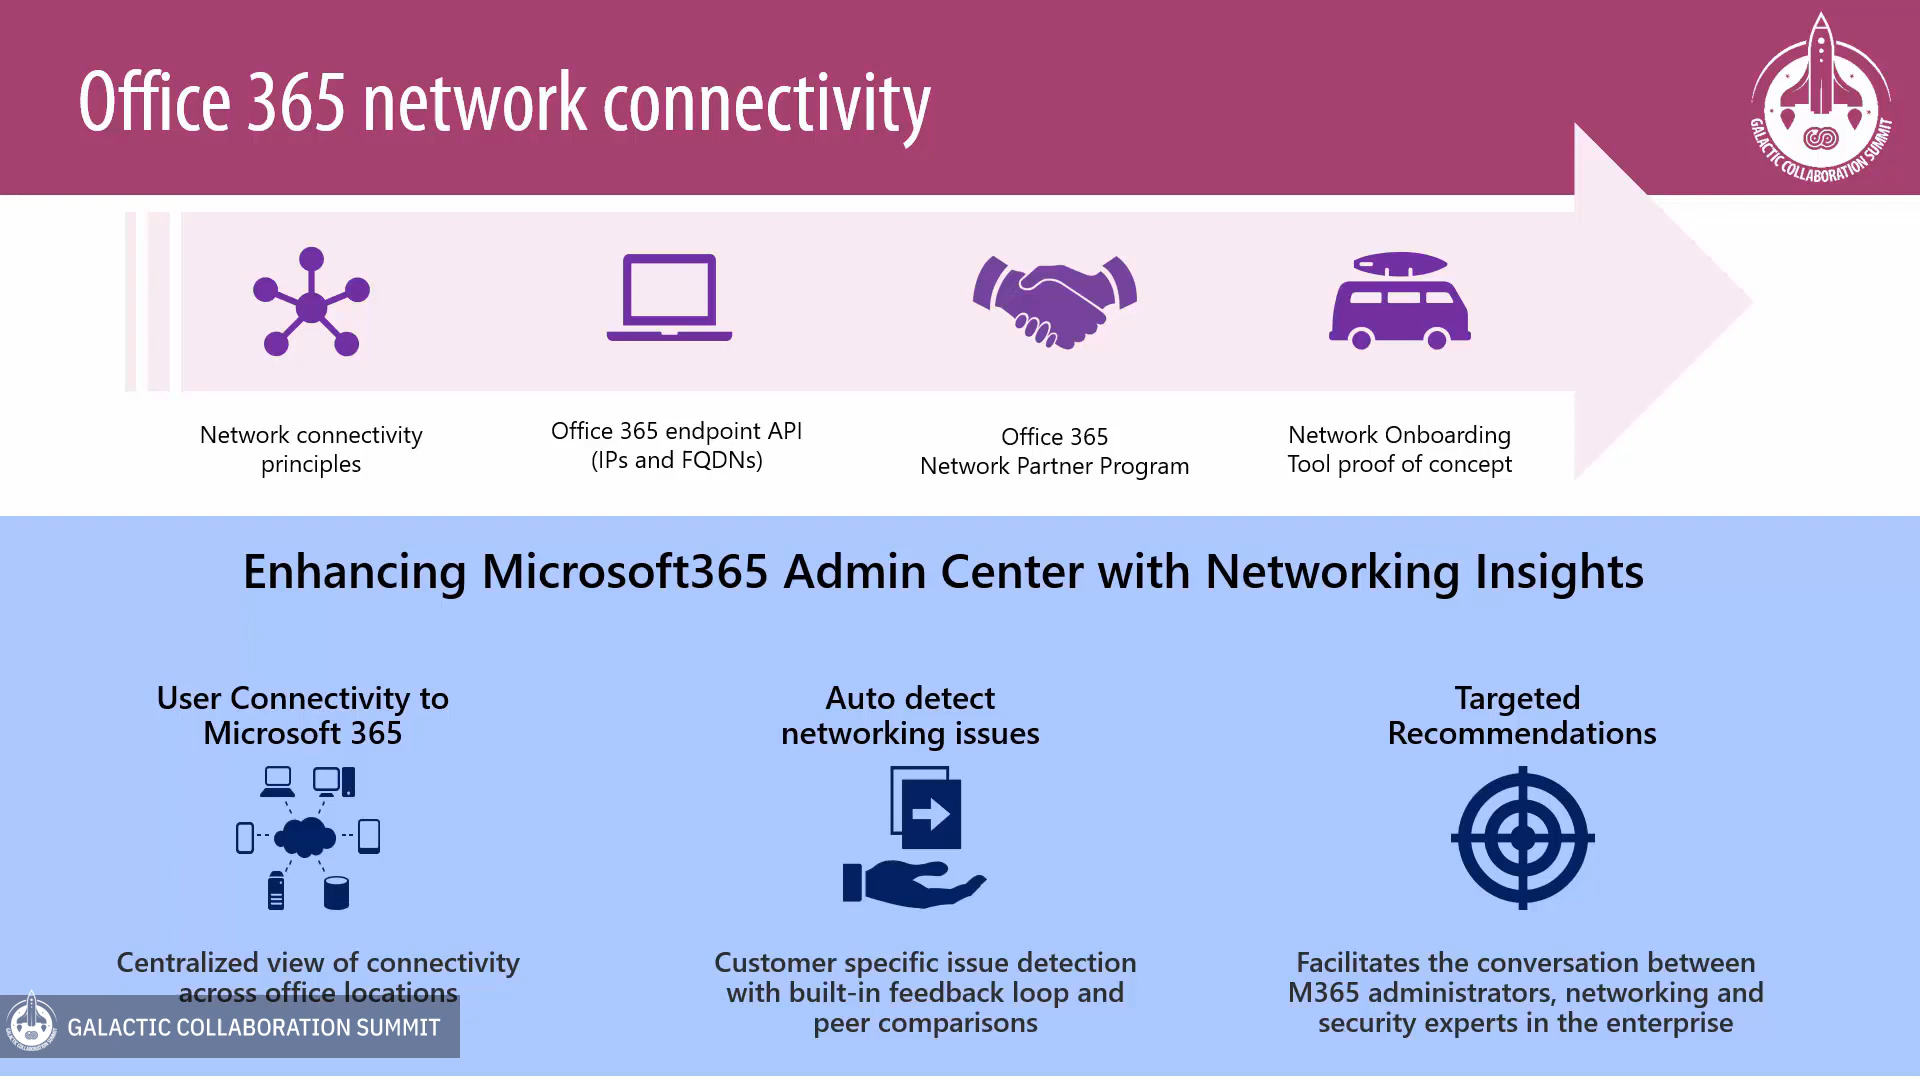 Office 365 network connectivity
GALACTIC COLLABORATION SUMMIT
Network connectivity
principles
Office 365 endpoint API
(IPs and FQDNs)
Office 365
Network Partner Program
Network Onboarding
Tool proof of concept
Enhancing Microsoft365 Admin Center with Networking Insights
User Connectivity to
Microsoft 365
Centralized view of connectivity
across office locations
Auto detect
networking issues
Customer specific issue detection
with built-in feedback loop and
peer comparisons
Targeted
Recommendations
Facilitates the conversation between
M365 administrators, networking and
security experts in the enterprise
GALACTIC COLLABORATION SUMMIT